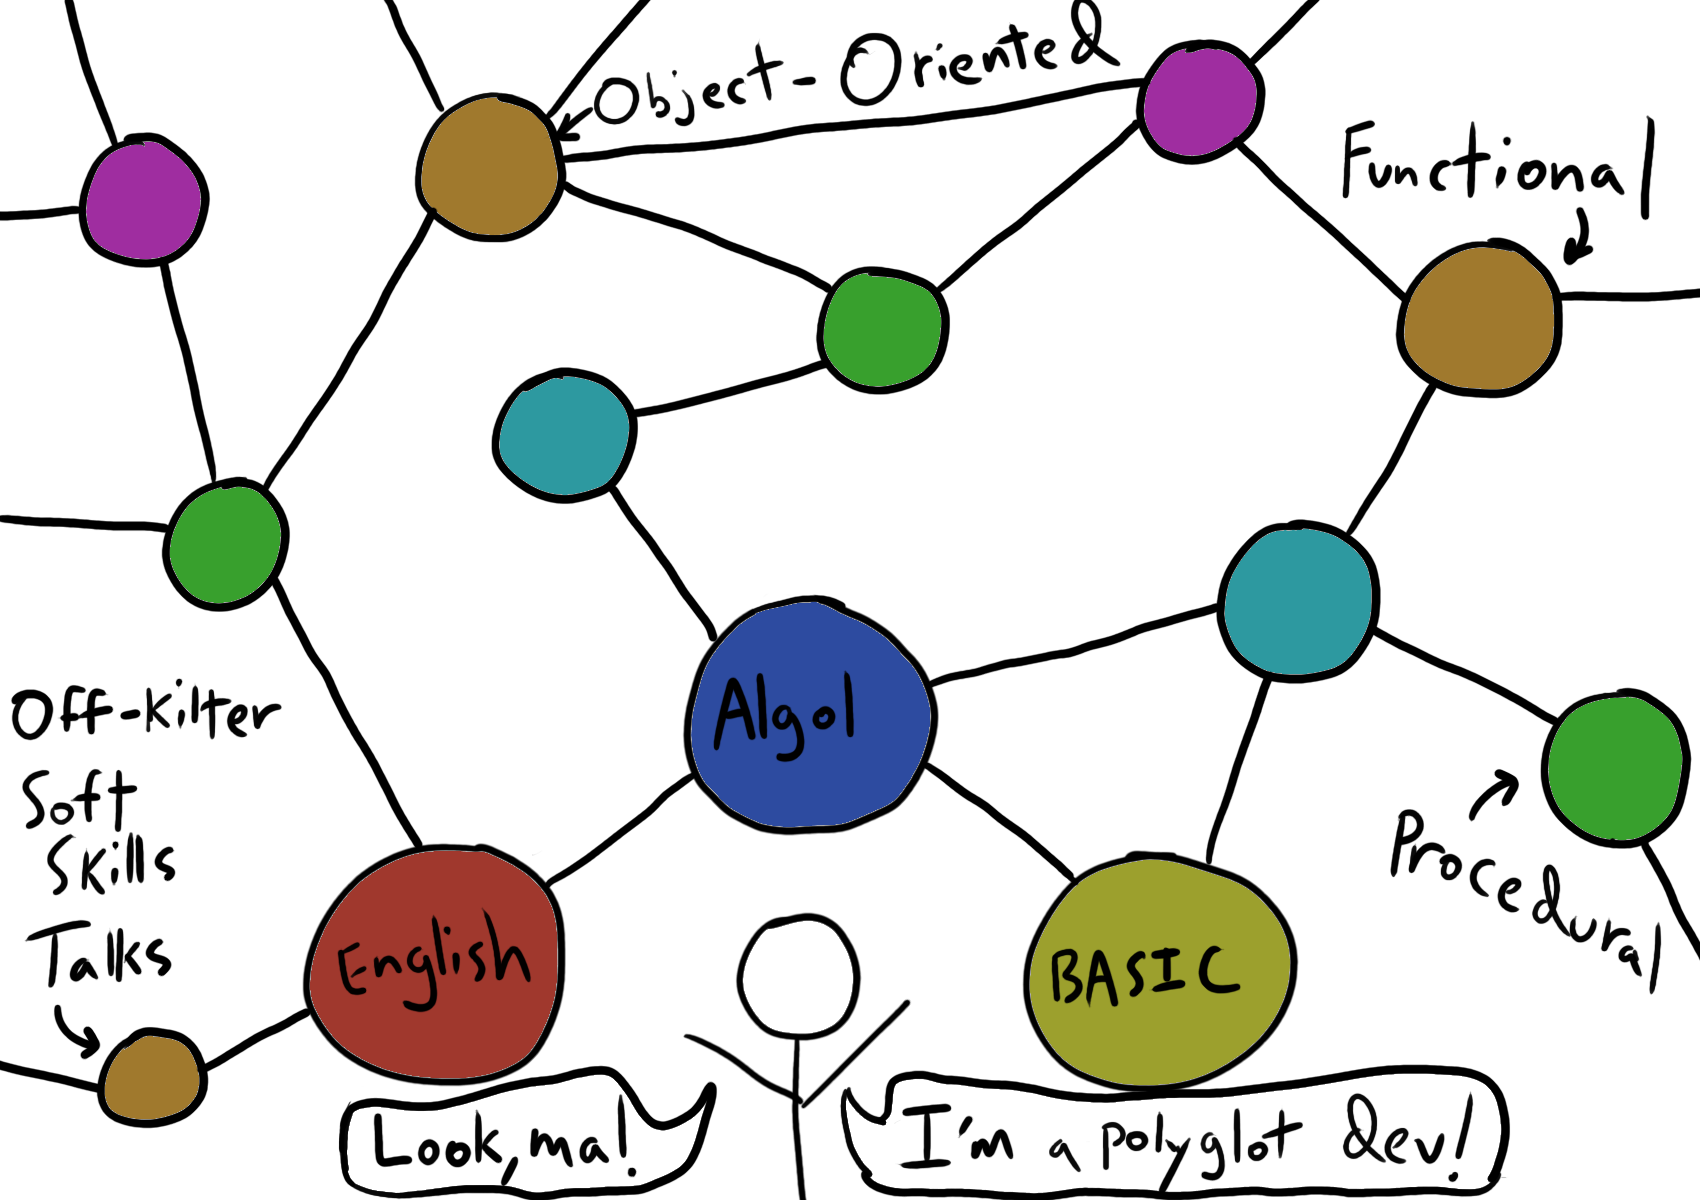 Object-Oriented
Functional
Off-kilter
Soft
Skills
Talks
Algol
Procedural
English
BASIC
Look, ma!
I'm a polyglot dev!